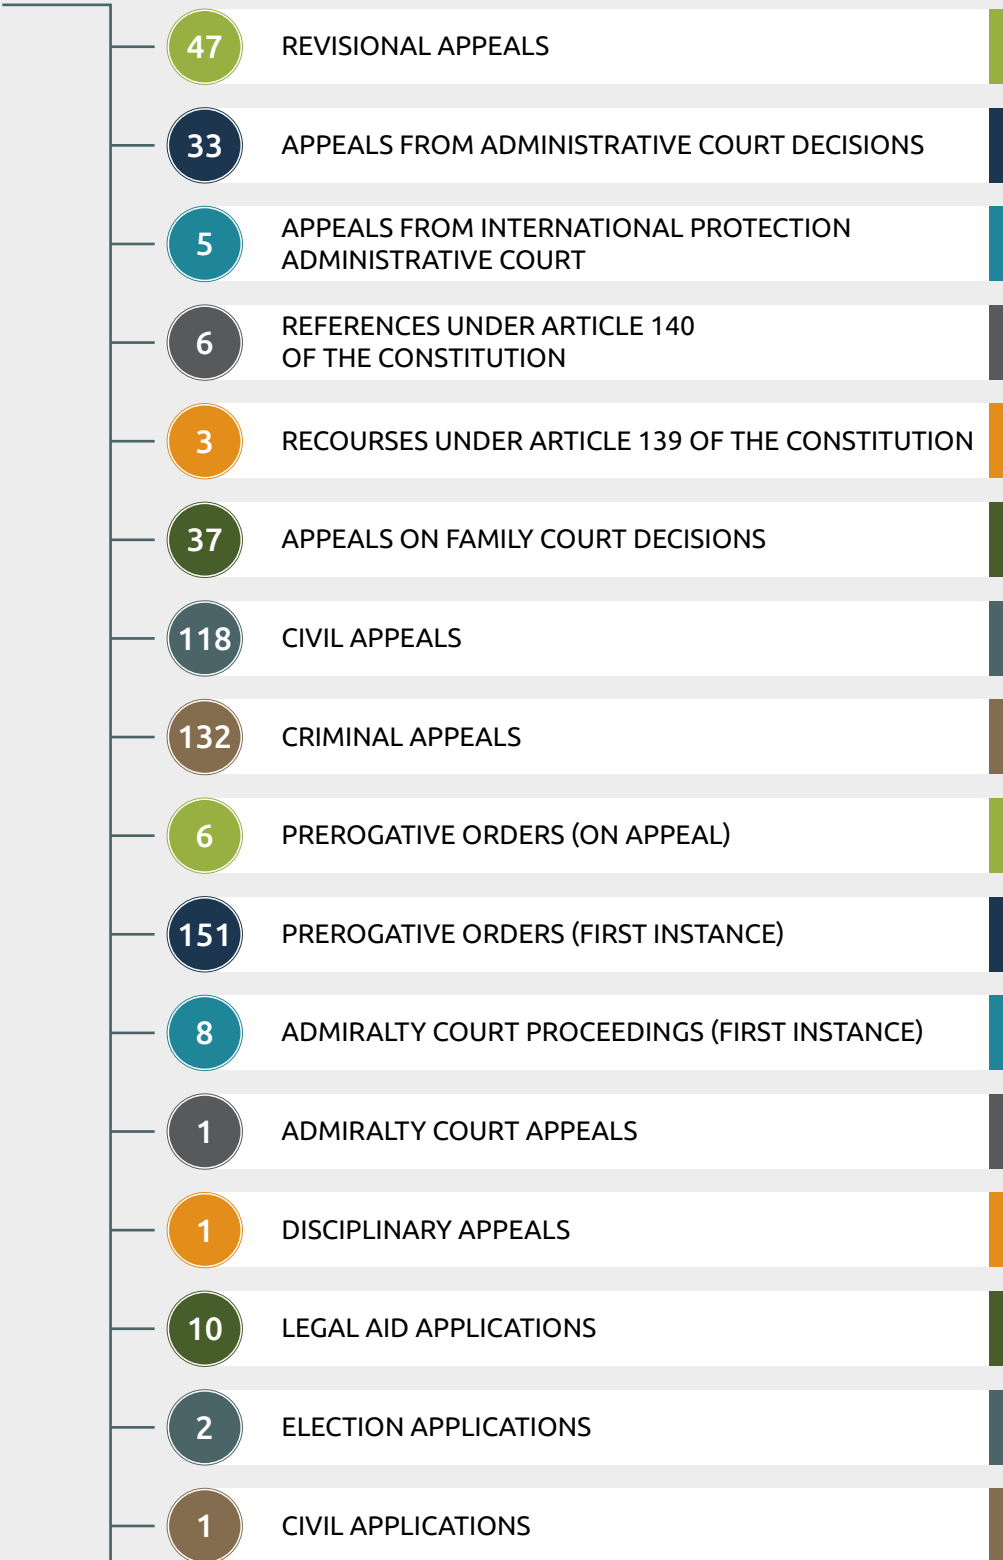 47 REVISIONAL APPEALS
33 APPEALS FROM ADMINISTRATIVE COURT DECISIONS
5 APPEALS FROM INTERNATIONAL PROTECTION
ADMINISTRATIVE COURT
6 REFERENCES UNDER ARTICLE 140
OF THE CONSTITUTION
3 RECOURSES UNDER ARTICLE 139 OF THE CONSTITUTION
37 APPEALS ON FAMILY COURT DECISIONS
118 CIVIL APPEALS
132 CRIMINAL APPEALS
6 PREROGATIVE ORDERS (ON APPEAL)
151 PREROGATIVE ORDERS (FIRST INSTANCE)
8 ADMIRALTY COURT PROCEEDINGS (FIRST INSTANCE)
1 ADMIRALTY COURT APPEALS
1 DISCIPLINARY APPEALS
10 LEGAL AID APPLICATIONS
2 ELECTION APPLICATIONS
1 CIVIL APPLICATIONS